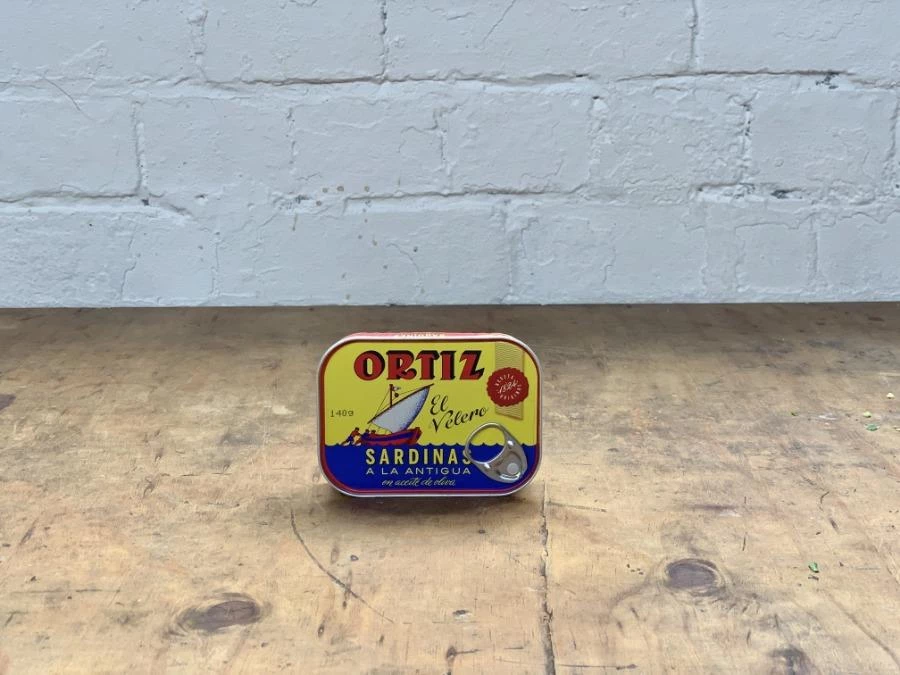 ORTIZ
140g
El
Velero
SARDINAS
A LA ANTIGUA
en aceite de oliva